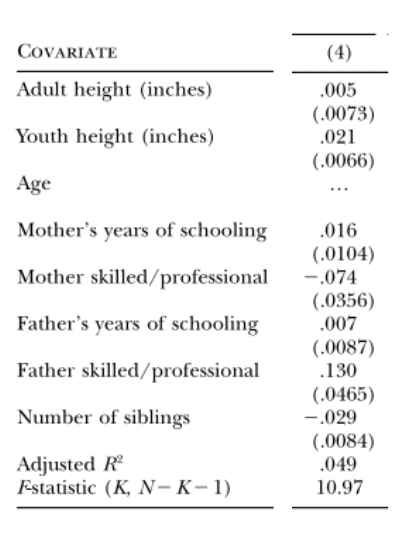 COVARIATE (4)
Adult height (inches) .005
(.0073)
Youth height (inches) .021
(.0066)
Age ...
Mother's years of schooling .016
(.0104)
Mother skilled/professional −.074
(.0356)
Father's years of schooling .007
(.0087)
Father skilled/professional .130
(.0465)
Number of siblings −.029
(.0084)
Adjusted R² .049
F-statistic (K, N − K − 1) 10.97